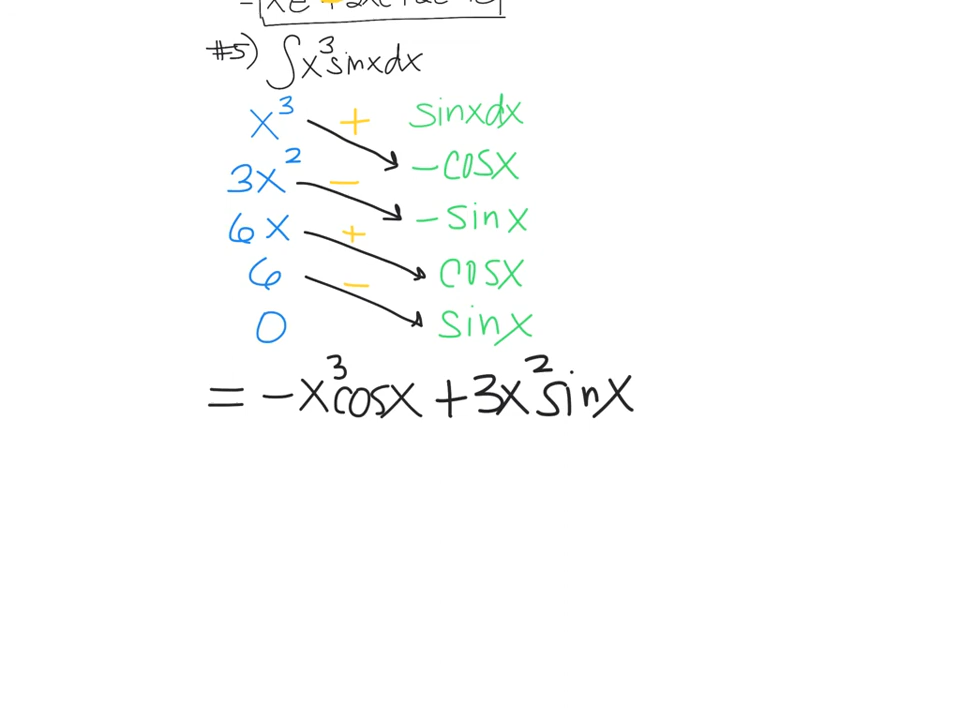 #5) ∫x³sinxdx
x³ + sinxdx
3x² − −cosx
6x + −sinx
6 − cosx
0 sinx
= −x³cosx + 3x²sinx